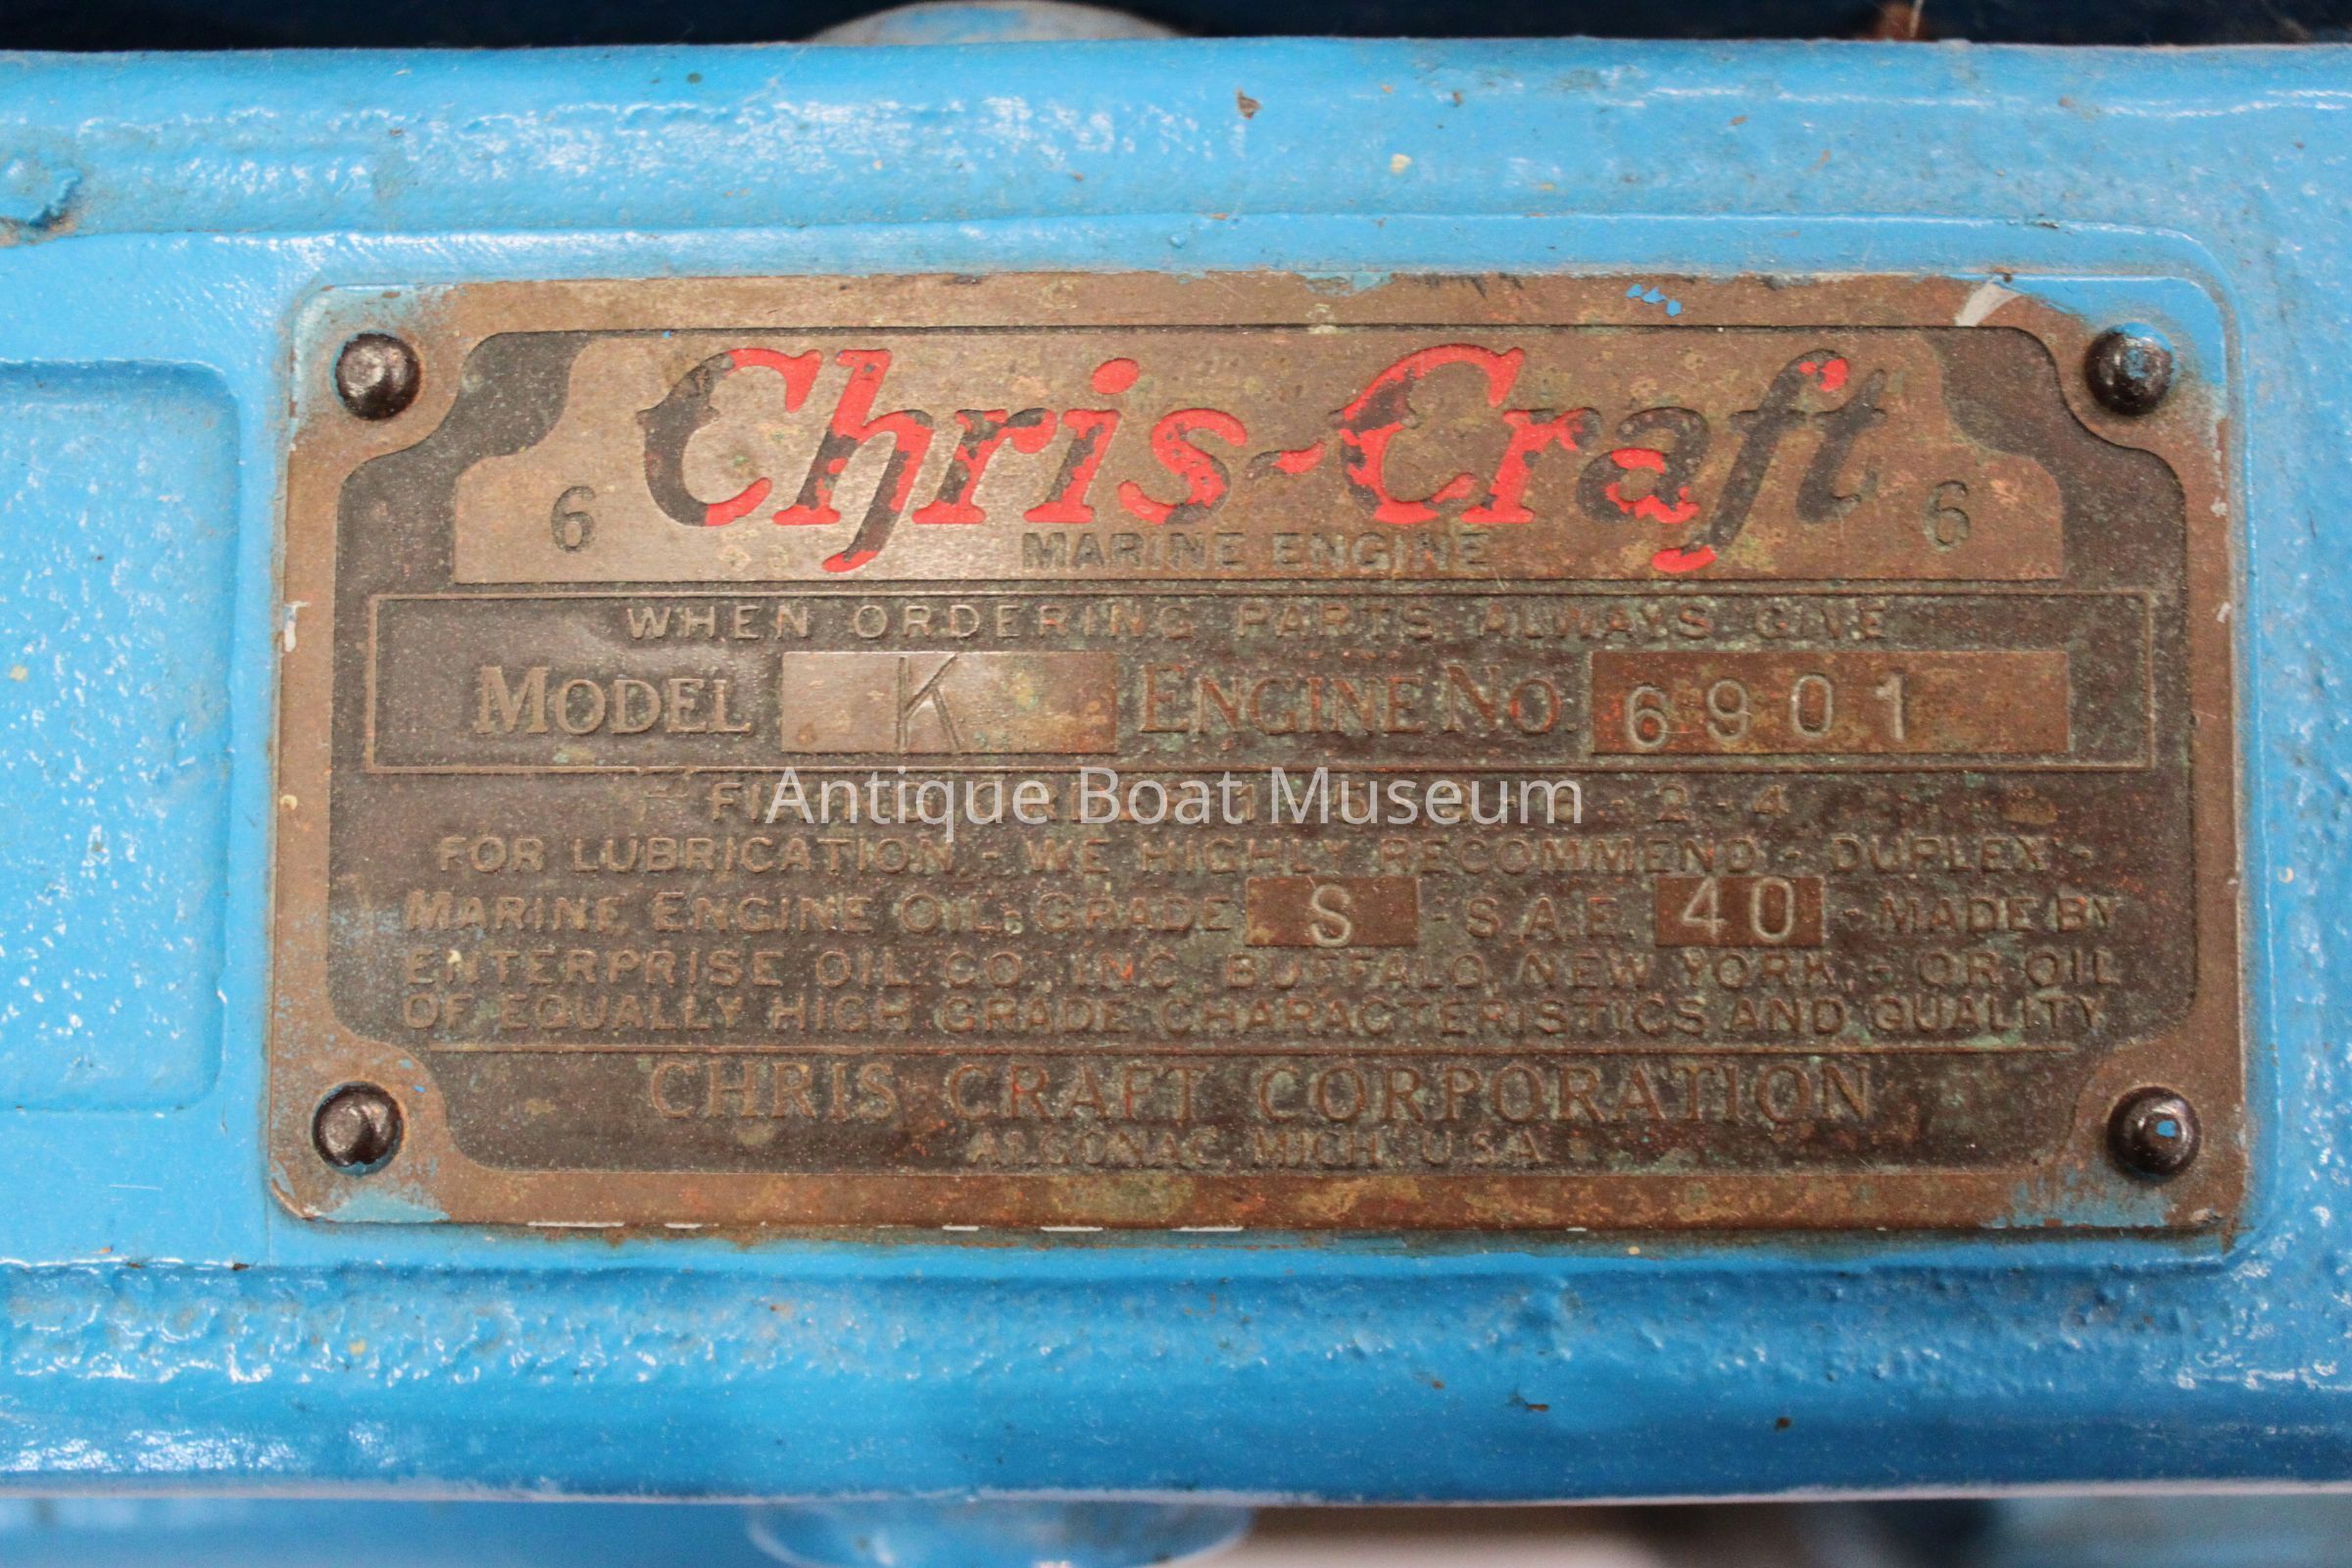 Chris-Craft
6 6
MARINE ENGINE
WHEN ORDERING PARTS, ALWAYS GIVE
MODEL K ENGINE NO. 6901
Antique Boat Museum
2-4
FOR LUBRICATION - WE HIGHLY RECOMMEND - DUPLEX -
MARINE ENGINE OIL, GRADE S - S.A.E. 40 - MADE BY
ENTERPRISE OIL CO. INC. BUFFALO, NEW YORK, - OR OIL
OF EQUALLY HIGH GRADE CHARACTERISTICS AND QUALITY
CHRIS CRAFT CORPORATION
ALGONAC, MICH. U.S.A.